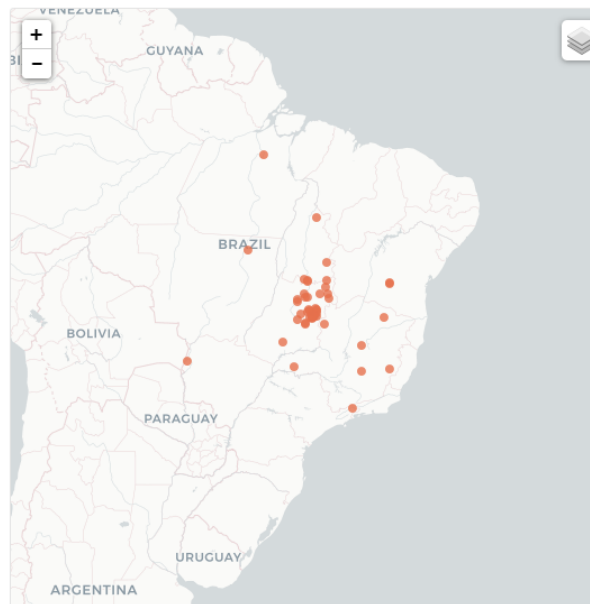 VENEZUELA
+
GUYANA
−
BRAZIL
BOLIVIA
PARAGUAY
URUGUAY
ARGENTINA